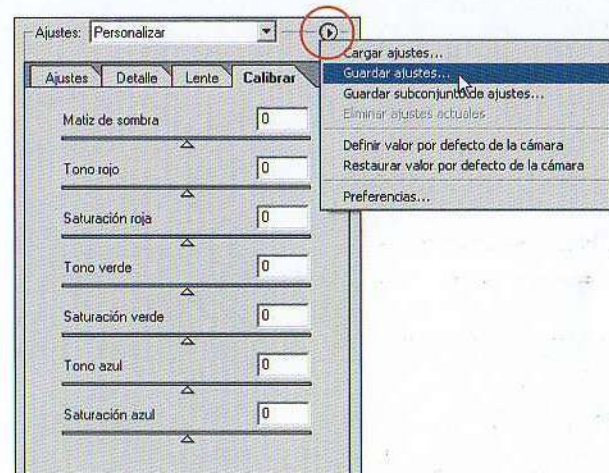 Ajustes: Personalizar
Cargar ajustes...
Guardar ajustes...
Guardar subconjunto de ajustes...
Eliminar ajustes actuales
Definir valor por defecto de la cámara
Restaurar valor por defecto de la cámara
Preferencias...
Ajustes Detalle Lente Calibrar
Matiz de sombra 0
Tono rojo 0
Saturación roja 0
Tono verde 0
Saturación verde 0
Tono azul 0
Saturación azul 0